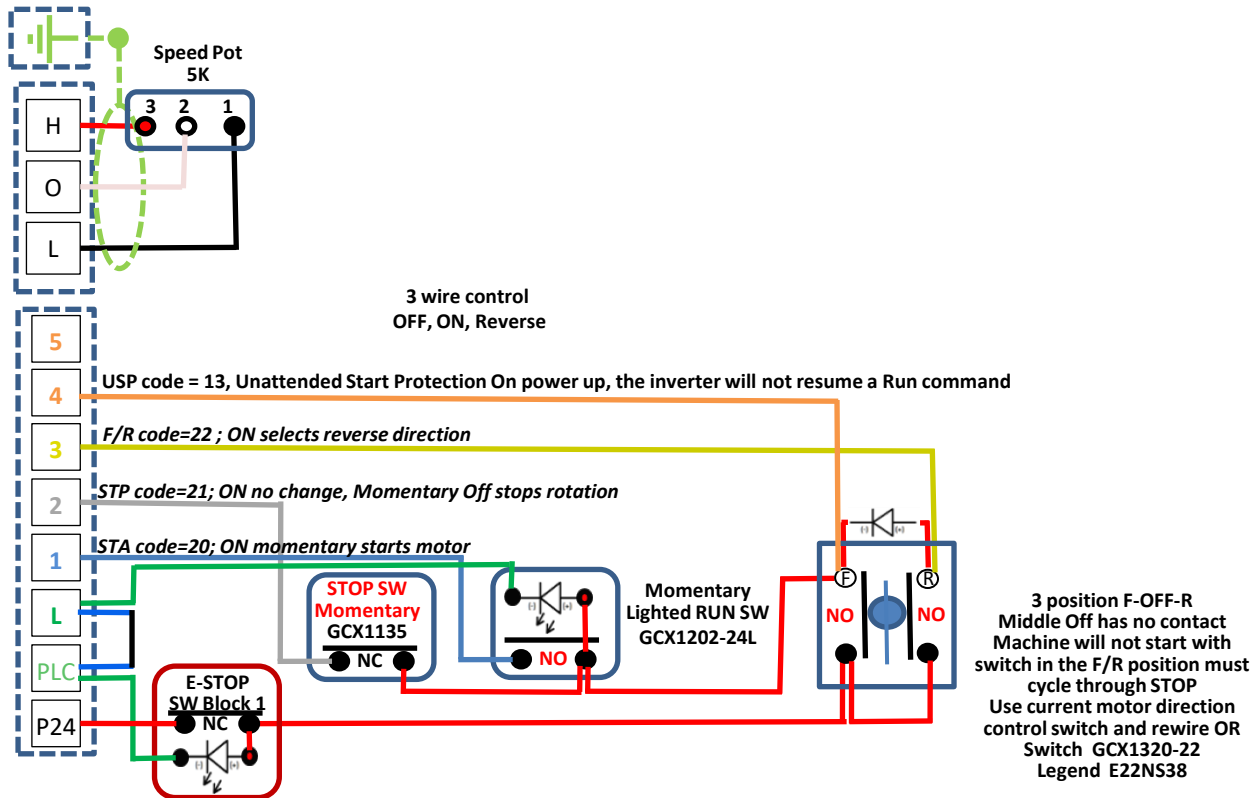 Speed Pot
5K
3 2 1
H
O
L
3 wire control
OFF, ON, Reverse
5
4
USP code = 13, Unattended Start Protection On power up, the inverter will not resume a Run command
3
F/R code=22 ; ON selects reverse direction
2
STP code=21; ON no change, Momentary Off stops rotation
1
STA code=20; ON momentary starts motor
L
PLC
P24
STOP SW
Momentary
GCX1135
NC
(-) (+)
NO
Momentary
Lighted RUN SW
GCX1202-24L
E-STOP
SW Block 1
NC
(-) (+)
(-) (+)
F R
NO NO
3 position F-OFF-R
Middle Off has no contact
Machine will not start with
switch in the F/R position must
cycle through STOP
Use current motor direction
control switch and rewire OR
Switch GCX1320-22
Legend E22NS38